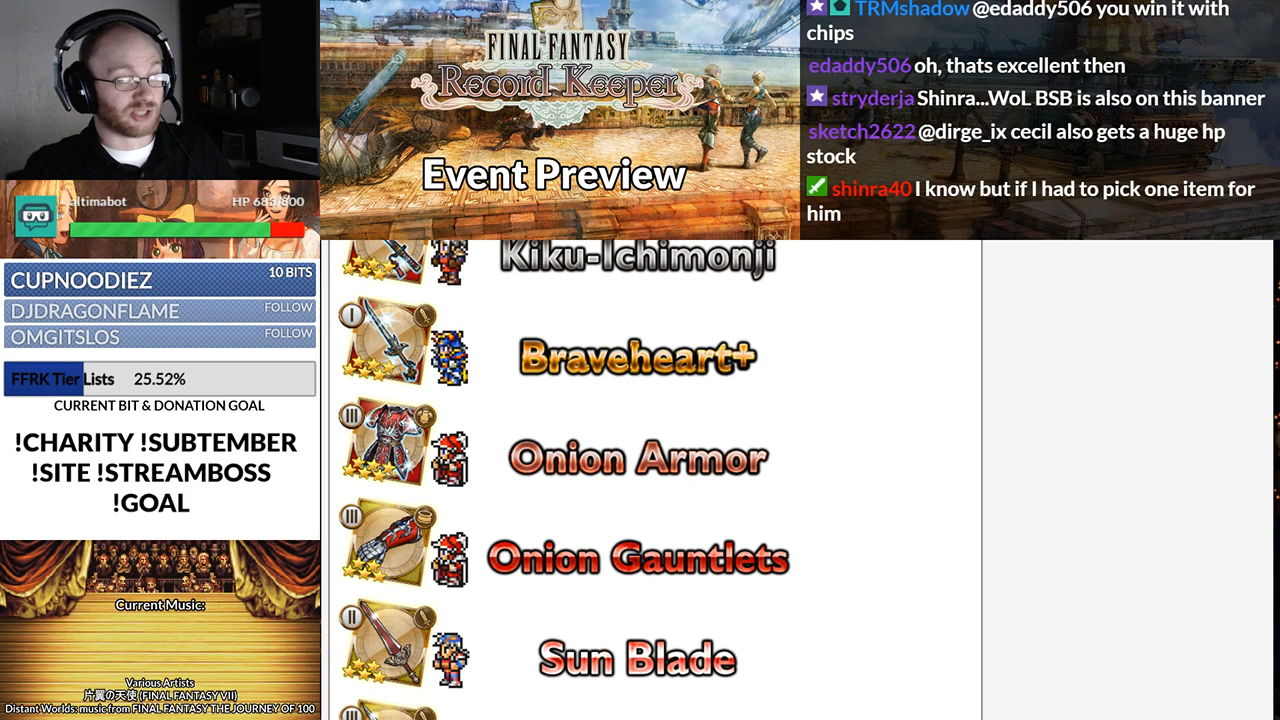 FINAL FANTASY
Record Keeper
Event Preview
TRMshadow @edaddy506 you win it with
chips
edaddy506 oh, thats excellent then
stryderja Shinra...WoL BSB is also on this banner
sketch2622 @dirge_ix cecil also gets a huge hp
stock
shinra40 I know but if I had to pick one item for
him
altimabot
CUPNOODIEZ 10 BITS
DJDRAGONFLAME FOLLOW
OMGITSLOS FOLLOW
FFRK Tier Lists 25.52%
CURRENT BIT & DONATION GOAL
!CHARITY !SUBTEMBER
!SITE !STREAMBOSS
!GOAL
Current Music:
Various Artists
片翼の天使 (FINAL FANTASY VII)
Distant Worlds: music from FINAL FANTASY THE JOURNEY OF 100
Kiku-Ichimonji
I
Braveheart+
III
Onion Armor
III
Onion Gauntlets
II
Sun Blade
III